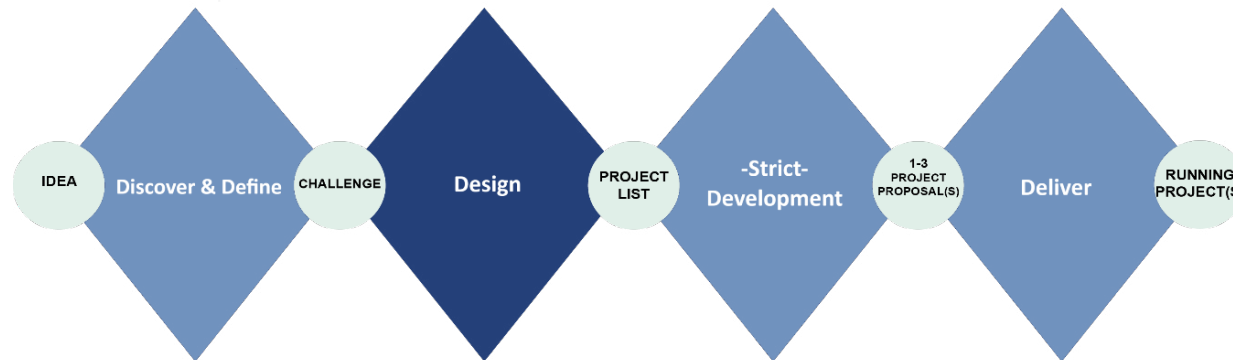 IDEA
Discover & Define
CHALLENGE
Design
PROJECT
LIST
-Strict-
Development
1-3
PROJECT
PROPOSAL(S)
Deliver
RUNNING
PROJECT(S